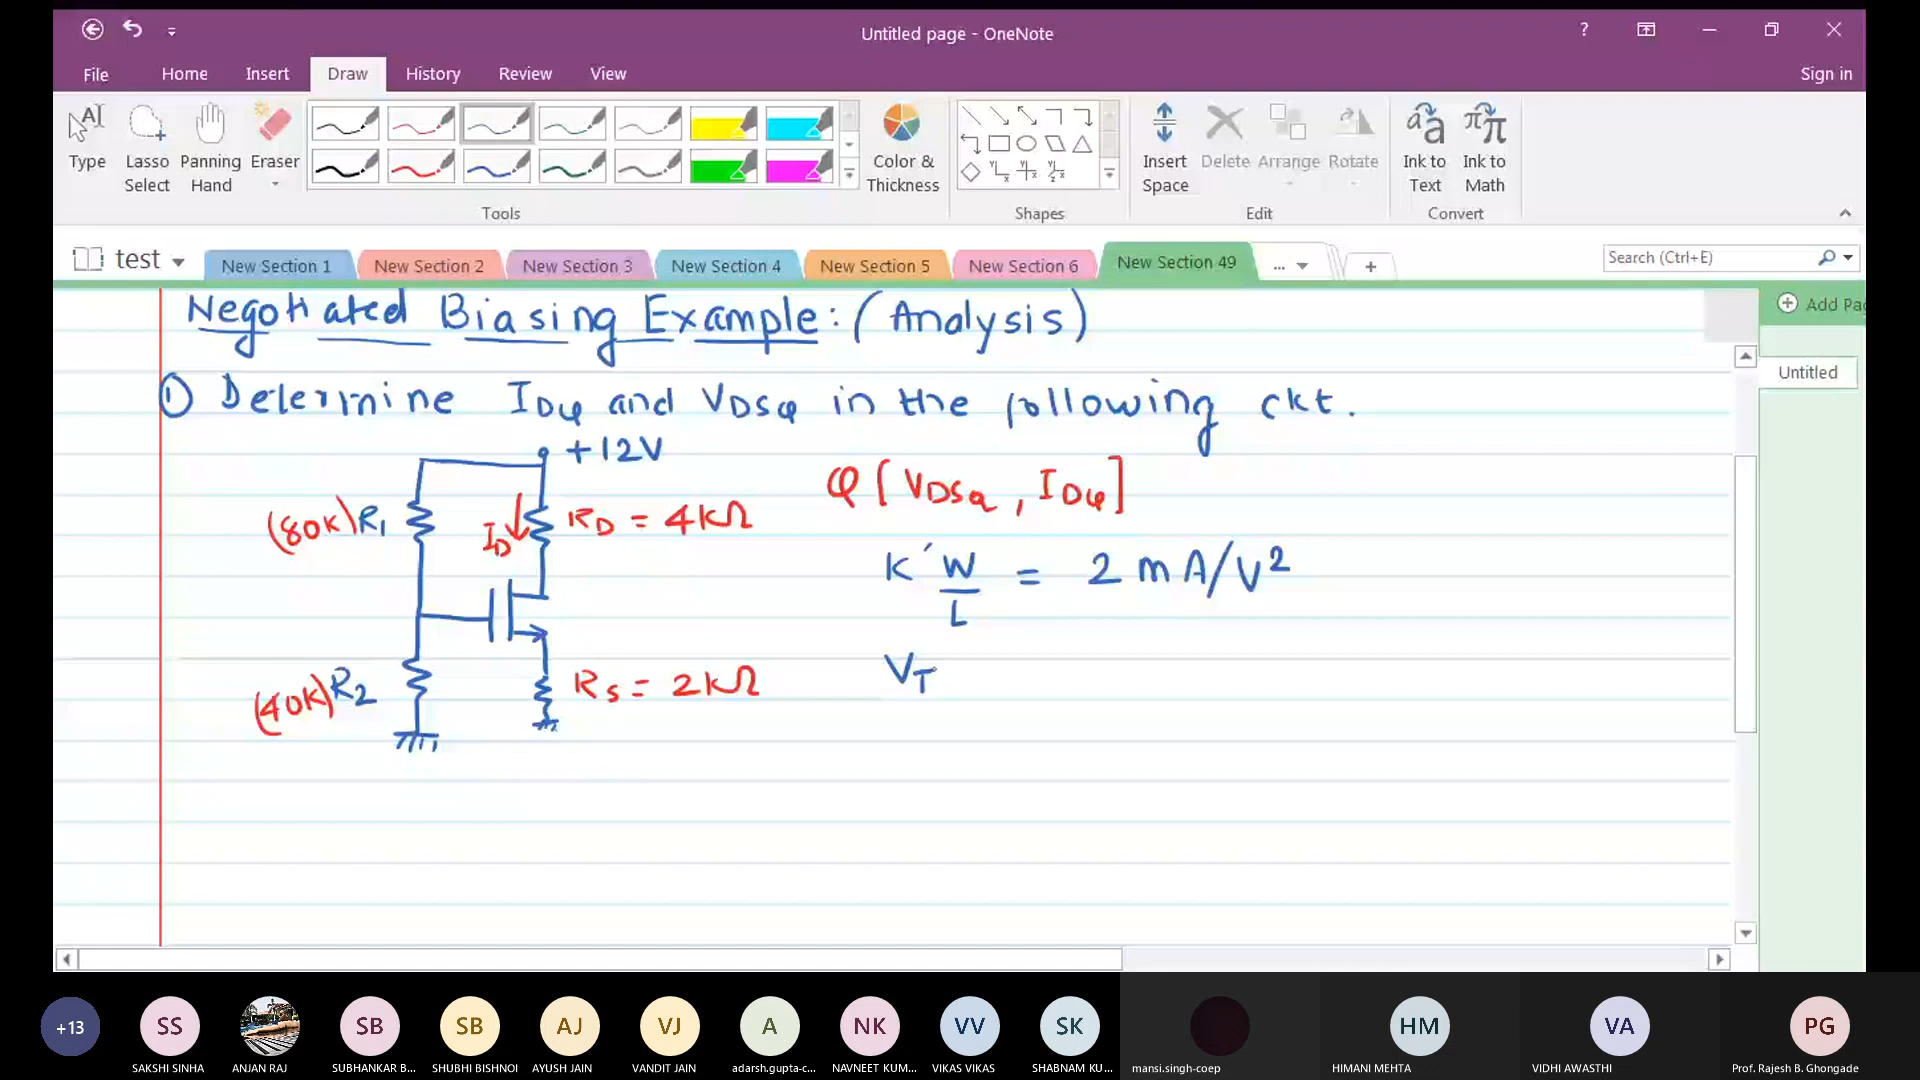 Untitled page - OneNote
?
File Home Insert Draw History Review View
Sign in
Type Lasso Select Panning Hand Eraser Color & Thickness Insert Space Delete Arrange Rotate Ink to Text Ink to Math
Tools Shapes Edit Convert
test New Section 1 New Section 2 New Section 3 New Section 4 New Section 5 New Section 6 New Section 49 ... + Search (Ctrl+E)
Add Pag
Untitled
Negotiated Biasing Example: (Analysis)
① Determine IDQ and VDSQ in the following ckt.
+12V
Q [VDSQ, IDQ]
(80K) R1 ID RD = 4KΩ
K' W/L = 2 mA/V²
VT
(40K) R2 RS = 2KΩ
+13 SS SB SB AJ VJ A NK VV SK HM VA PG
SAKSHI SINHA ANJAN RAJ SUBHANKAR B... SHUBHI BISHNOI AYUSH JAIN VANDIT JAIN adarsh.gupta-c... NAVNEET KUM... VIKAS VIKAS SHABNAM KU... mansi.singh-coep HIMANI MEHTA VIDHI AWASTHI Prof. Rajesh B. Ghongade